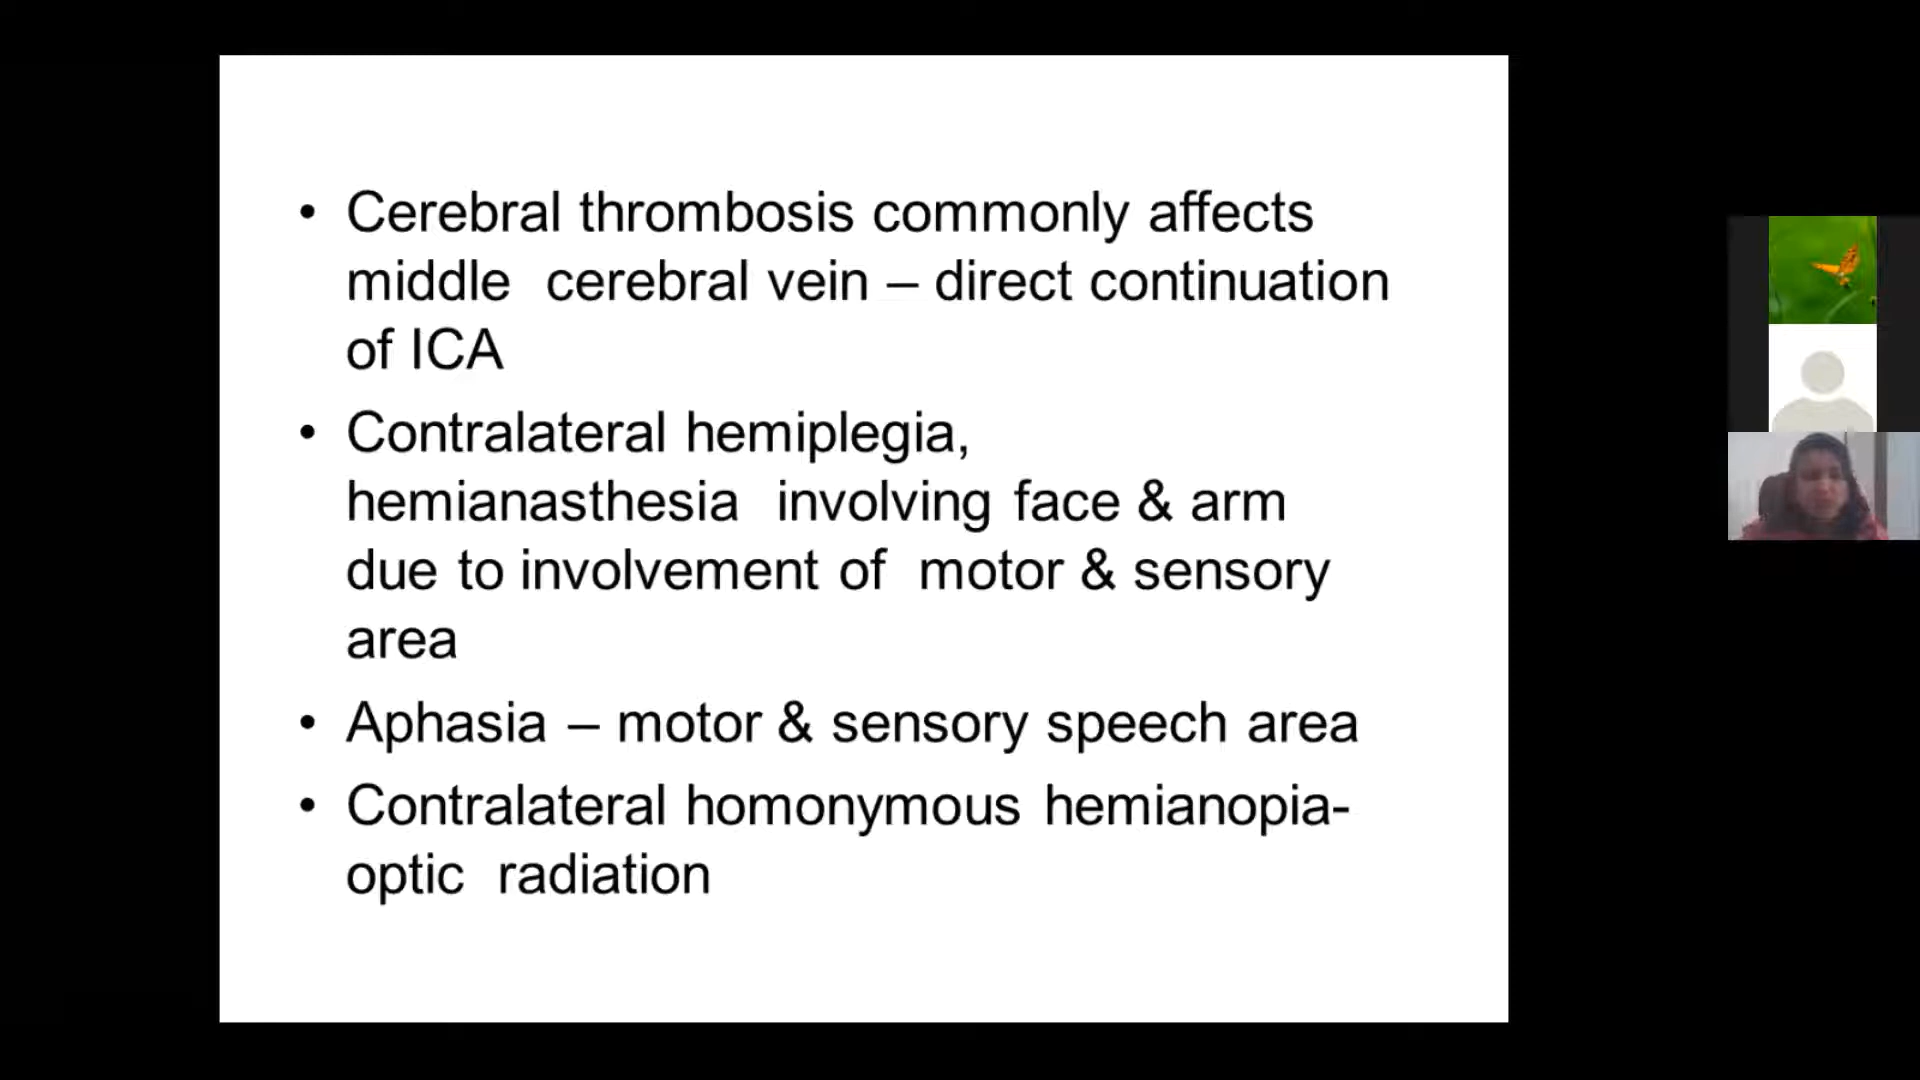 • Cerebral thrombosis commonly affects
middle cerebral vein – direct continuation
of ICA
• Contralateral hemiplegia,
hemianasthesia involving face & arm
due to involvement of motor & sensory
area
• Aphasia – motor & sensory speech area
• Contralateral homonymous hemianopia-
optic radiation